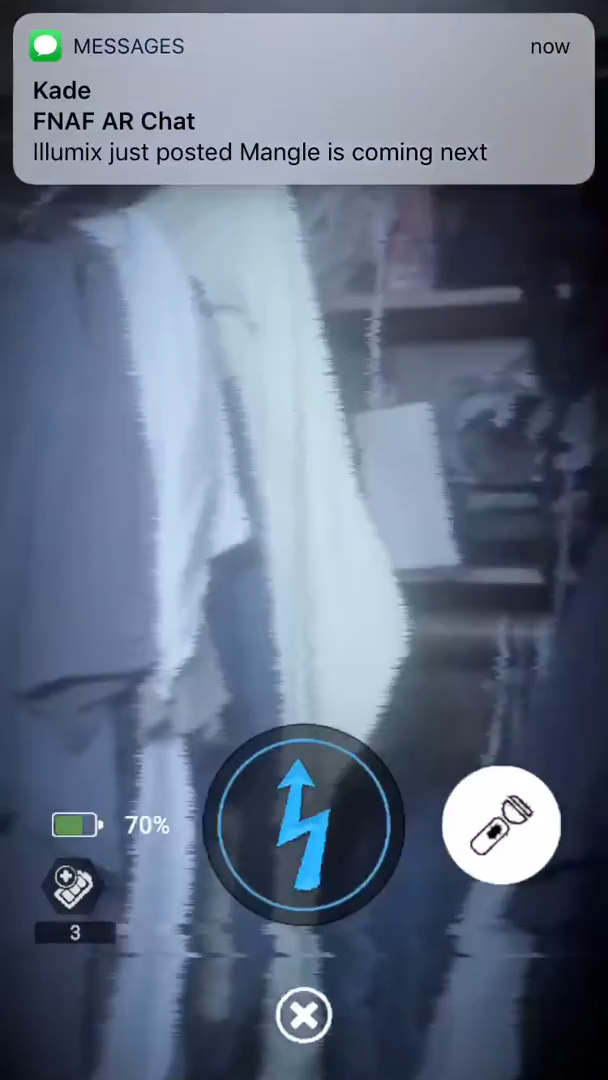 MESSAGES
now
Kade
FNAF AR Chat
Illumix just posted Mangle is coming next
70%
3